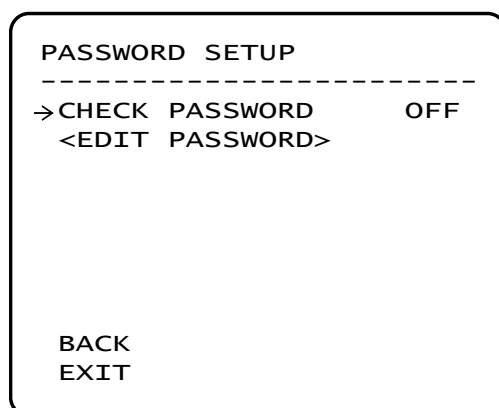 PASSWORD SETUP
-------------------------
→CHECK PASSWORD OFF
<EDIT PASSWORD>
BACK
EXIT